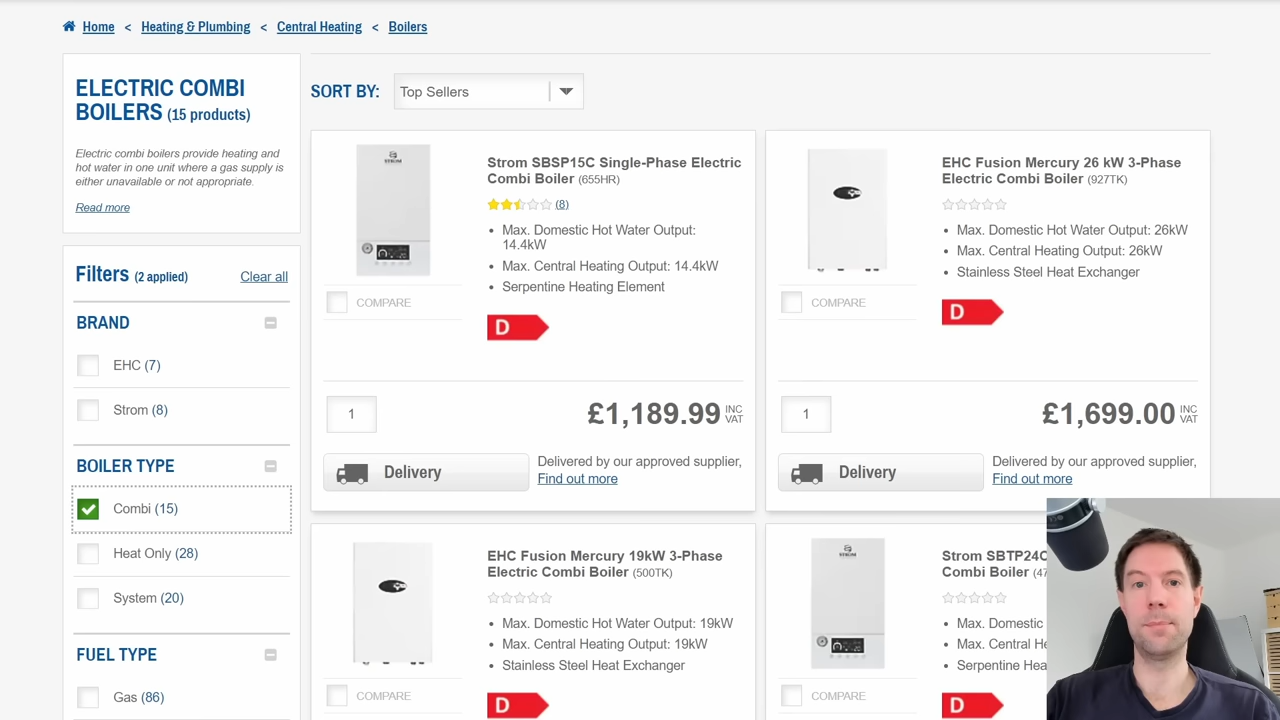 Home < Heating & Plumbing < Central Heating < Boilers
ELECTRIC COMBI
BOILERS (15 products)
Electric combi boilers provide heating and
hot water in one unit where a gas supply is
either unavailable or not appropriate.
Read more
Filters (2 applied) Clear all
BRAND
EHC (7)
Strom (8)
BOILER TYPE
Combi (15)
Heat Only (28)
System (20)
FUEL TYPE
Gas (86)
SORT BY: Top Sellers
STROM
Strom SBSP15C Single-Phase Electric
Combi Boiler (655HR)
(8)
• Max. Domestic Hot Water Output:
14.4kW
• Max. Central Heating Output: 14.4kW
• Serpentine Heating Element
COMPARE
D
1
£1,189.99 INC
VAT
Delivery
Delivered by our approved supplier,
Find out more
EHC Fusion Mercury 26 kW 3-Phase
Electric Combi Boiler (927TK)
• Max. Domestic Hot Water Output: 26kW
• Max. Central Heating Output: 26kW
• Stainless Steel Heat Exchanger
COMPARE
D
1
£1,699.00 INC
VAT
Delivery
Delivered by our approved supplier,
Find out more
EHC Fusion Mercury 19kW 3-Phase
Electric Combi Boiler (500TK)
• Max. Domestic Hot Water Output: 19kW
• Max. Central Heating Output: 19kW
• Stainless Steel Heat Exchanger
COMPARE
D
STROM
Strom SBTP24C
Combi Boiler (47
• Max. Domestic
• Max. Central He
• Serpentine Hea
COMPARE
D